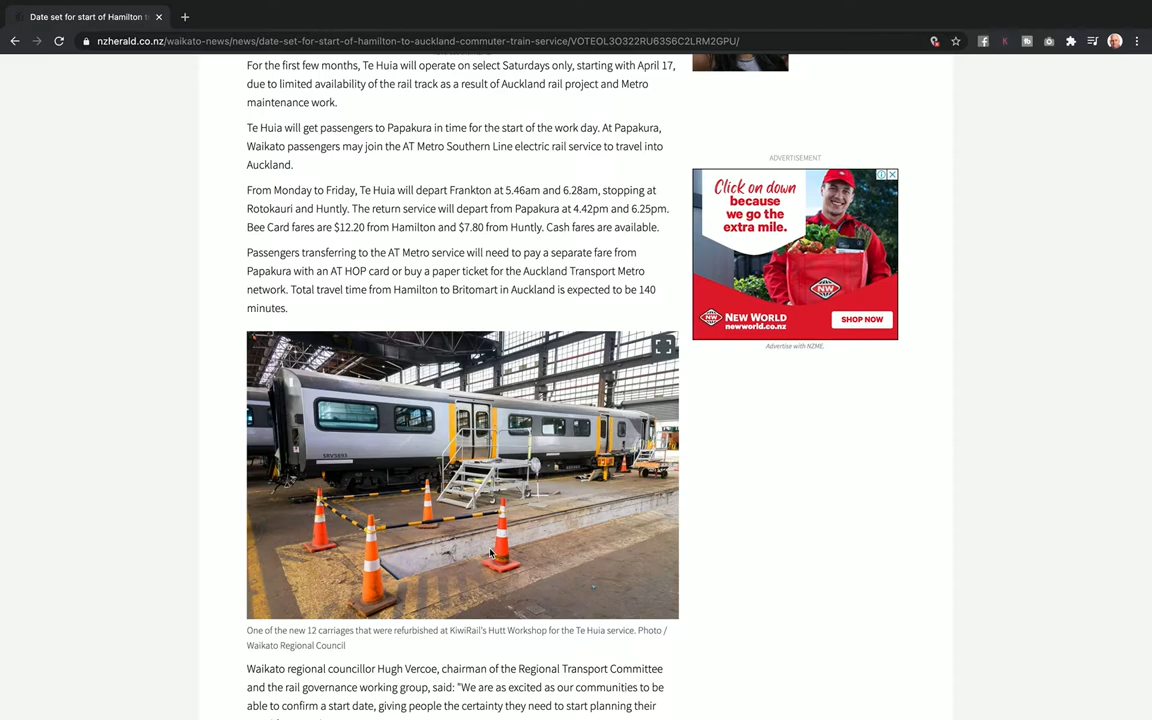 Date set for start of Hamilton to
nzherald.co.nz/waikato-news/news/date-set-for-start-of-hamilton-to-auckland-commuter-train-service/VOTEOL3O322RU63S6C2LRM2GPU/
For the first few months, Te Huia will operate on select Saturdays only, starting with April 17,
due to limited availability of the rail track as a result of Auckland rail project and Metro
maintenance work.
Te Huia will get passengers to Papakura in time for the start of the work day. At Papakura,
Waikato passengers may join the AT Metro Southern Line electric rail service to travel into
Auckland.
From Monday to Friday, Te Huia will depart Frankton at 5.46am and 6.28am, stopping at
Rotokauri and Huntly. The return service will depart from Papakura at 4.42pm and 6.25pm.
Bee Card fares are $12.20 from Hamilton and $7.80 from Huntly. Cash fares are available.
Passengers transferring to the AT Metro service will need to pay a separate fare from
Papakura with an AT HOP card or buy a paper ticket for the Auckland Transport Metro
network. Total travel time from Hamilton to Britomart in Auckland is expected to be 140
minutes.
SRV5893
One of the new 12 carriages that were refurbished at KiwiRail's Hutt Workshop for the Te Huia service. Photo /
Waikato Regional Council
Waikato regional councillor Hugh Vercoe, chairman of the Regional Transport Committee
and the rail governance working group, said: "We are as excited as our communities to be
able to confirm a start date, giving people the certainty they need to start planning their
ADVERTISEMENT
Click on down
because
we go the
extra mile.
NW
NW
NEW WORLD
newworld.co.nz
SHOP NOW
Advertise with NZME.